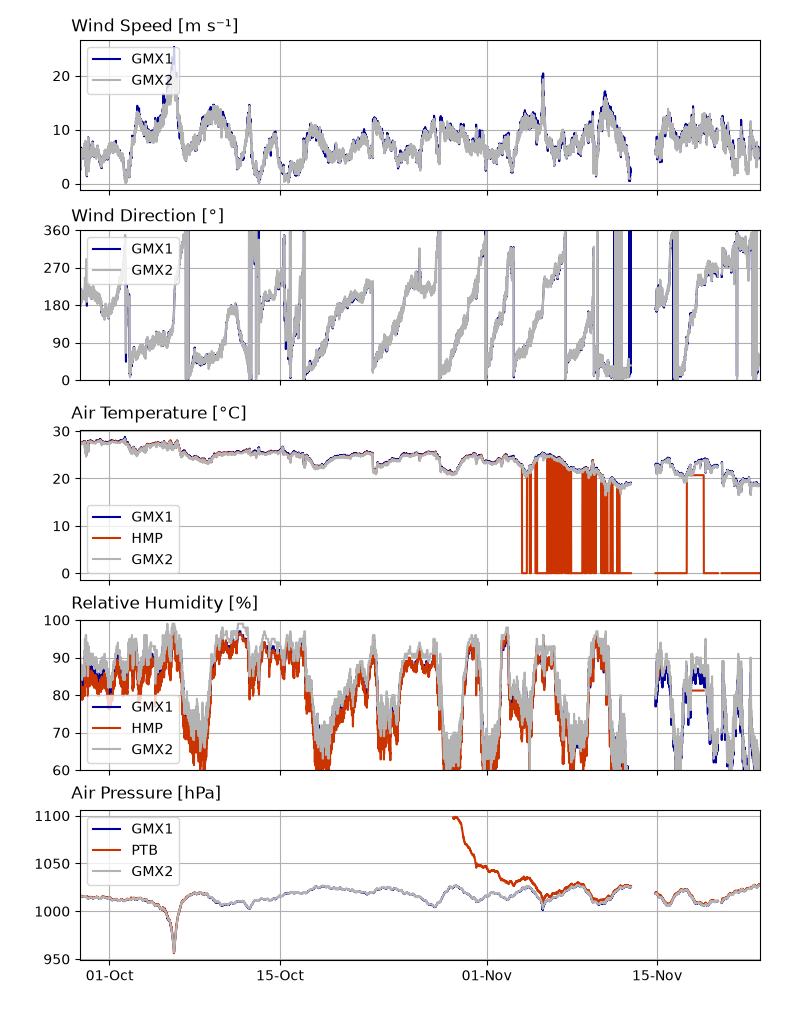 Wind Speed [m s⁻¹]
GMX1
GMX2
20
10
0
Wind Direction [°]
360
GMX1
GMX2
270
180
90
0
Air Temperature [°C]
30
20
10
0
GMX1
HMP
GMX2
Relative Humidity [%]
100
90
80
70
60
GMX1
HMP
GMX2
Air Pressure [hPa]
1100
1050
1000
950
GMX1
PTB
GMX2
01-Oct 15-Oct 01-Nov 15-Nov